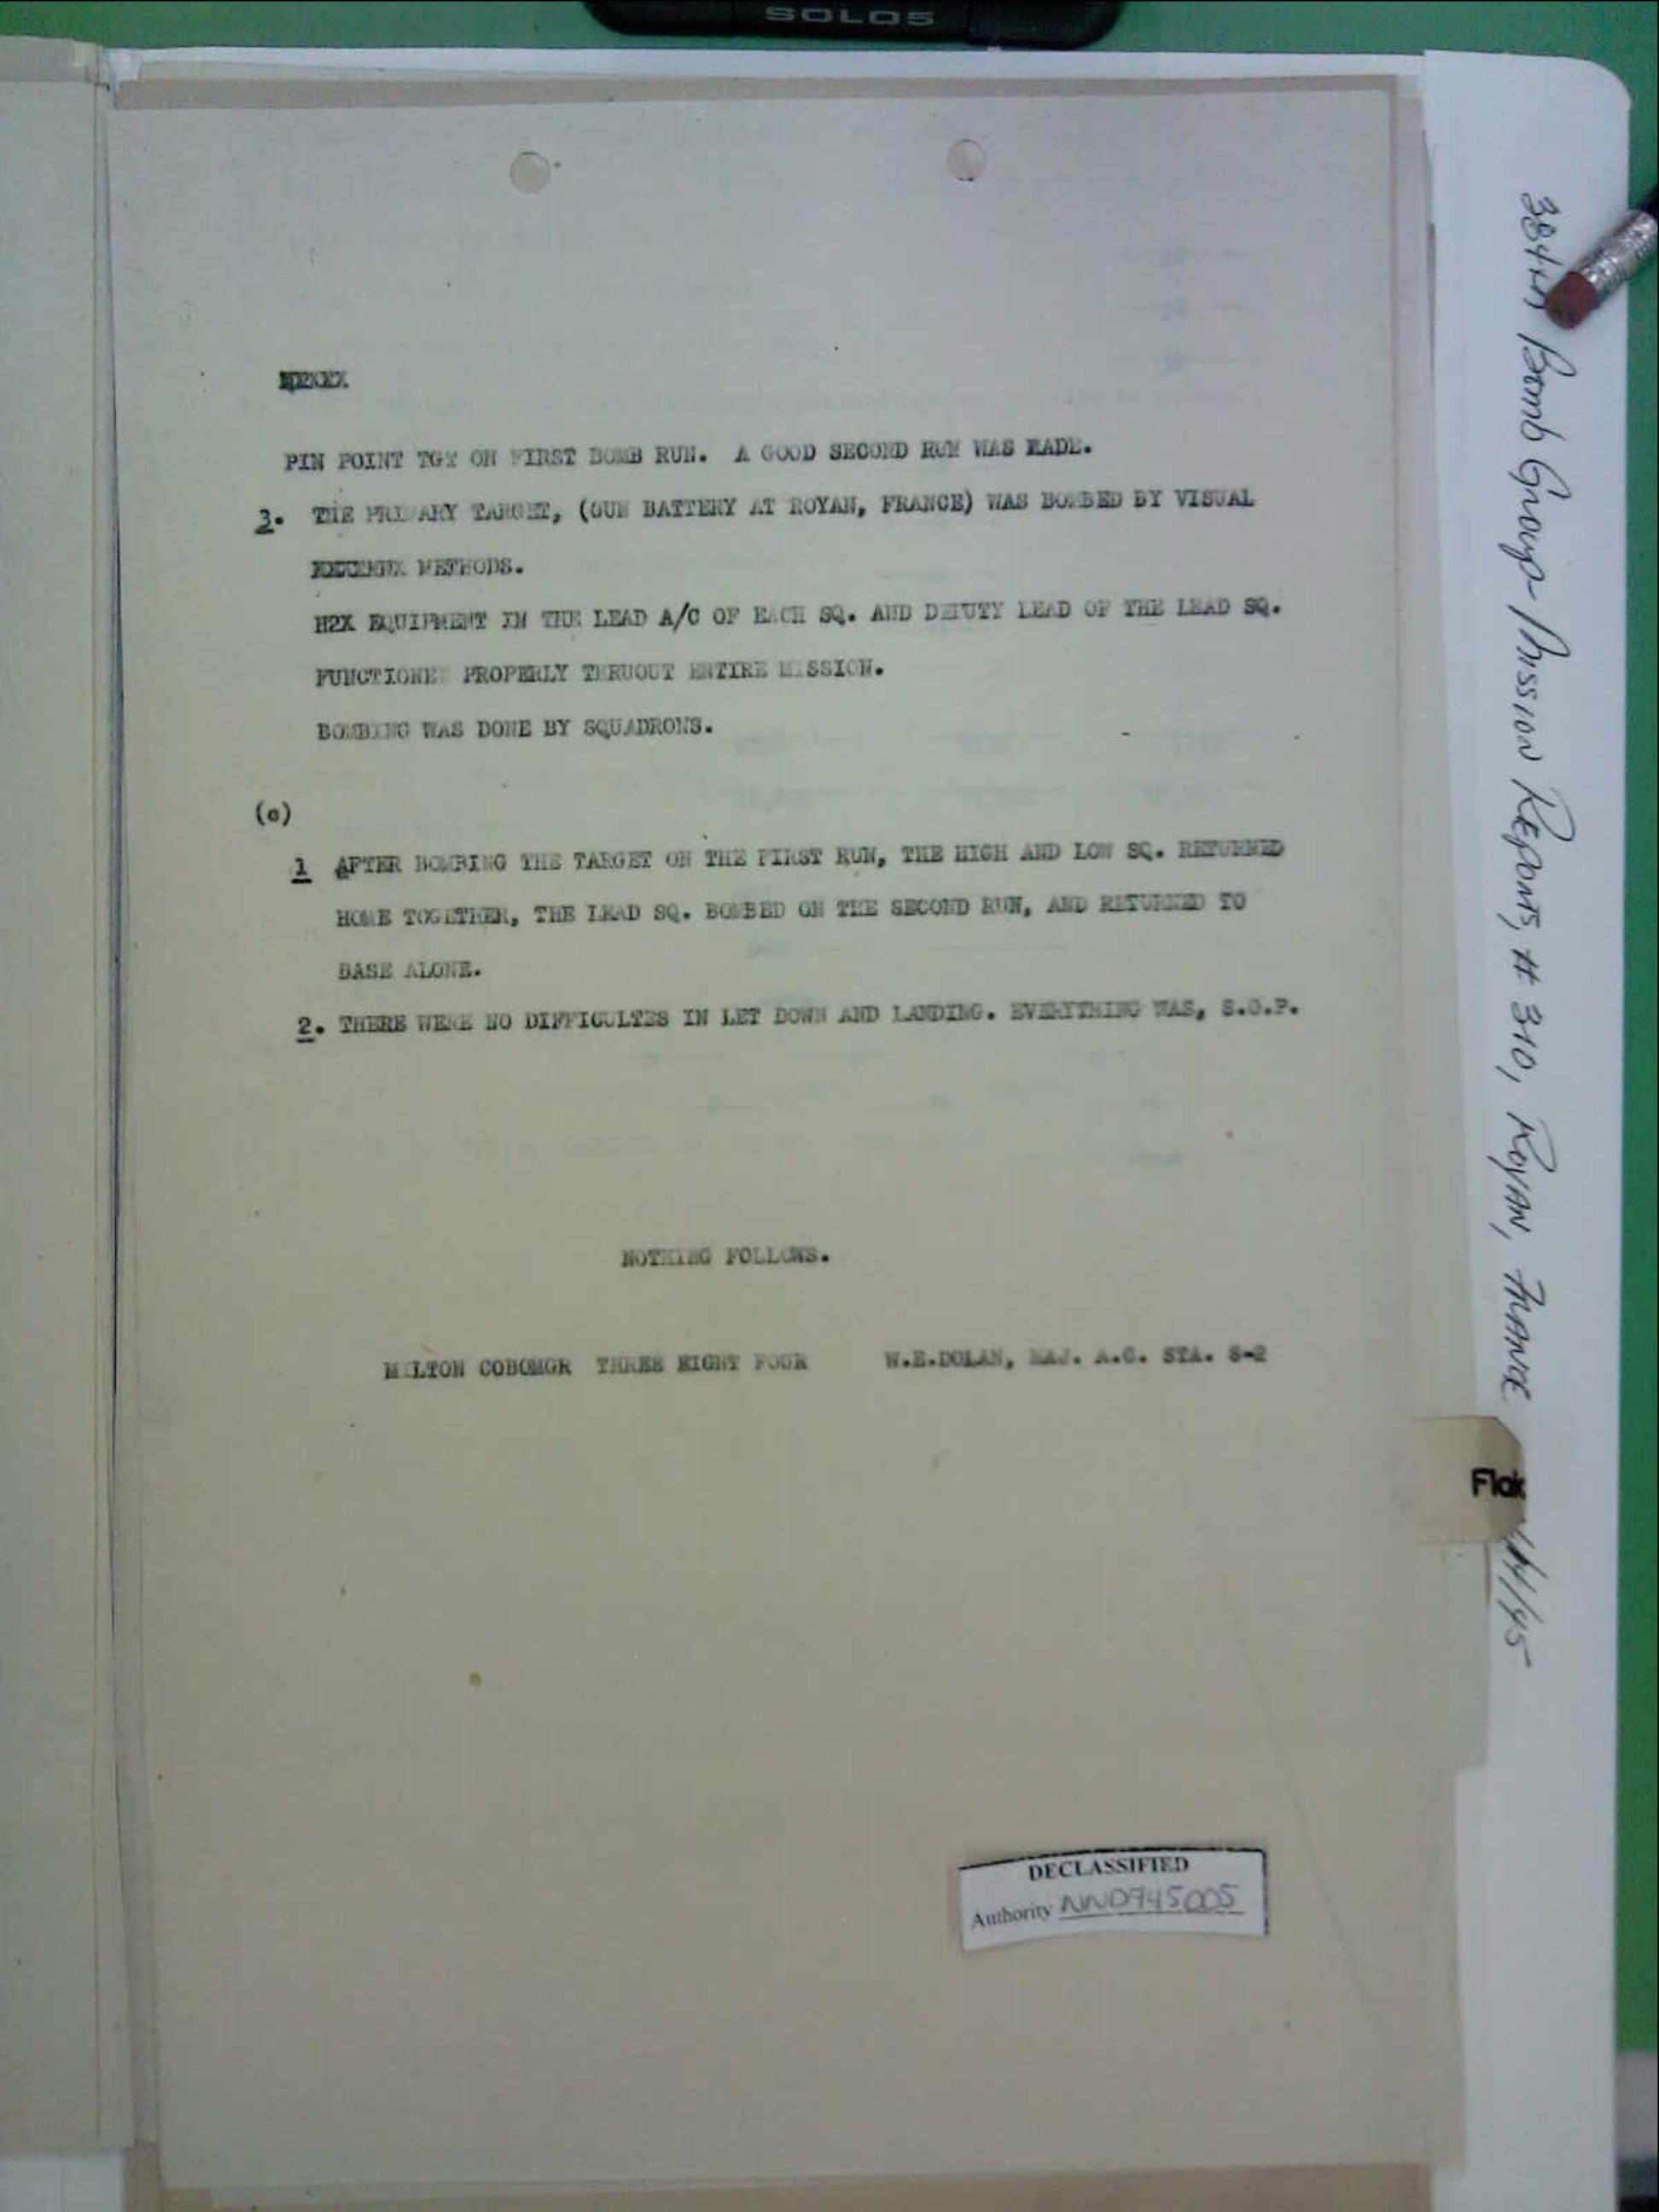 SOLO5
PIN POINT TGT ON FIRST BOMB RUN. A GOOD SECOND RUN WAS MADE.
3. THE PRIMARY TARGET, (GUN BATTERY AT ROYAN, FRANCE) WAS BOMBED BY VISUAL
METHODS.
H2X EQUIPMENT IN THE LEAD A/C OF EACH SQ. AND DEPUTY LEAD OF THE LEAD SQ.
FUNCTIONED PROPERLY THRUOUT ENTIRE MISSION.
BOMBING WAS DONE BY SQUADRONS.
(c)
1 AFTER BOMBING THE TARGET ON THE FIRST RUN, THE HIGH AND LOW SQ. RETURNED
HOME TOGETHER, THE LEAD SQ. BOMBED ON THE SECOND RUN, AND RETURNED TO
BASE ALONE.
2. THERE WERE NO DIFFICULTES IN LET DOWN AND LANDING. EVERYTHING WAS, S.O.P.
NOTHING FOLLOWS.
MILTON COBOMGR THREE EIGHT FOUR W.E.DOLAN, MAJ. A.C. STA. S-2
DECLASSIFIED
Authority NND745005
384th Bomb Group - Mission Reports, # 310, Royan, France
Flak